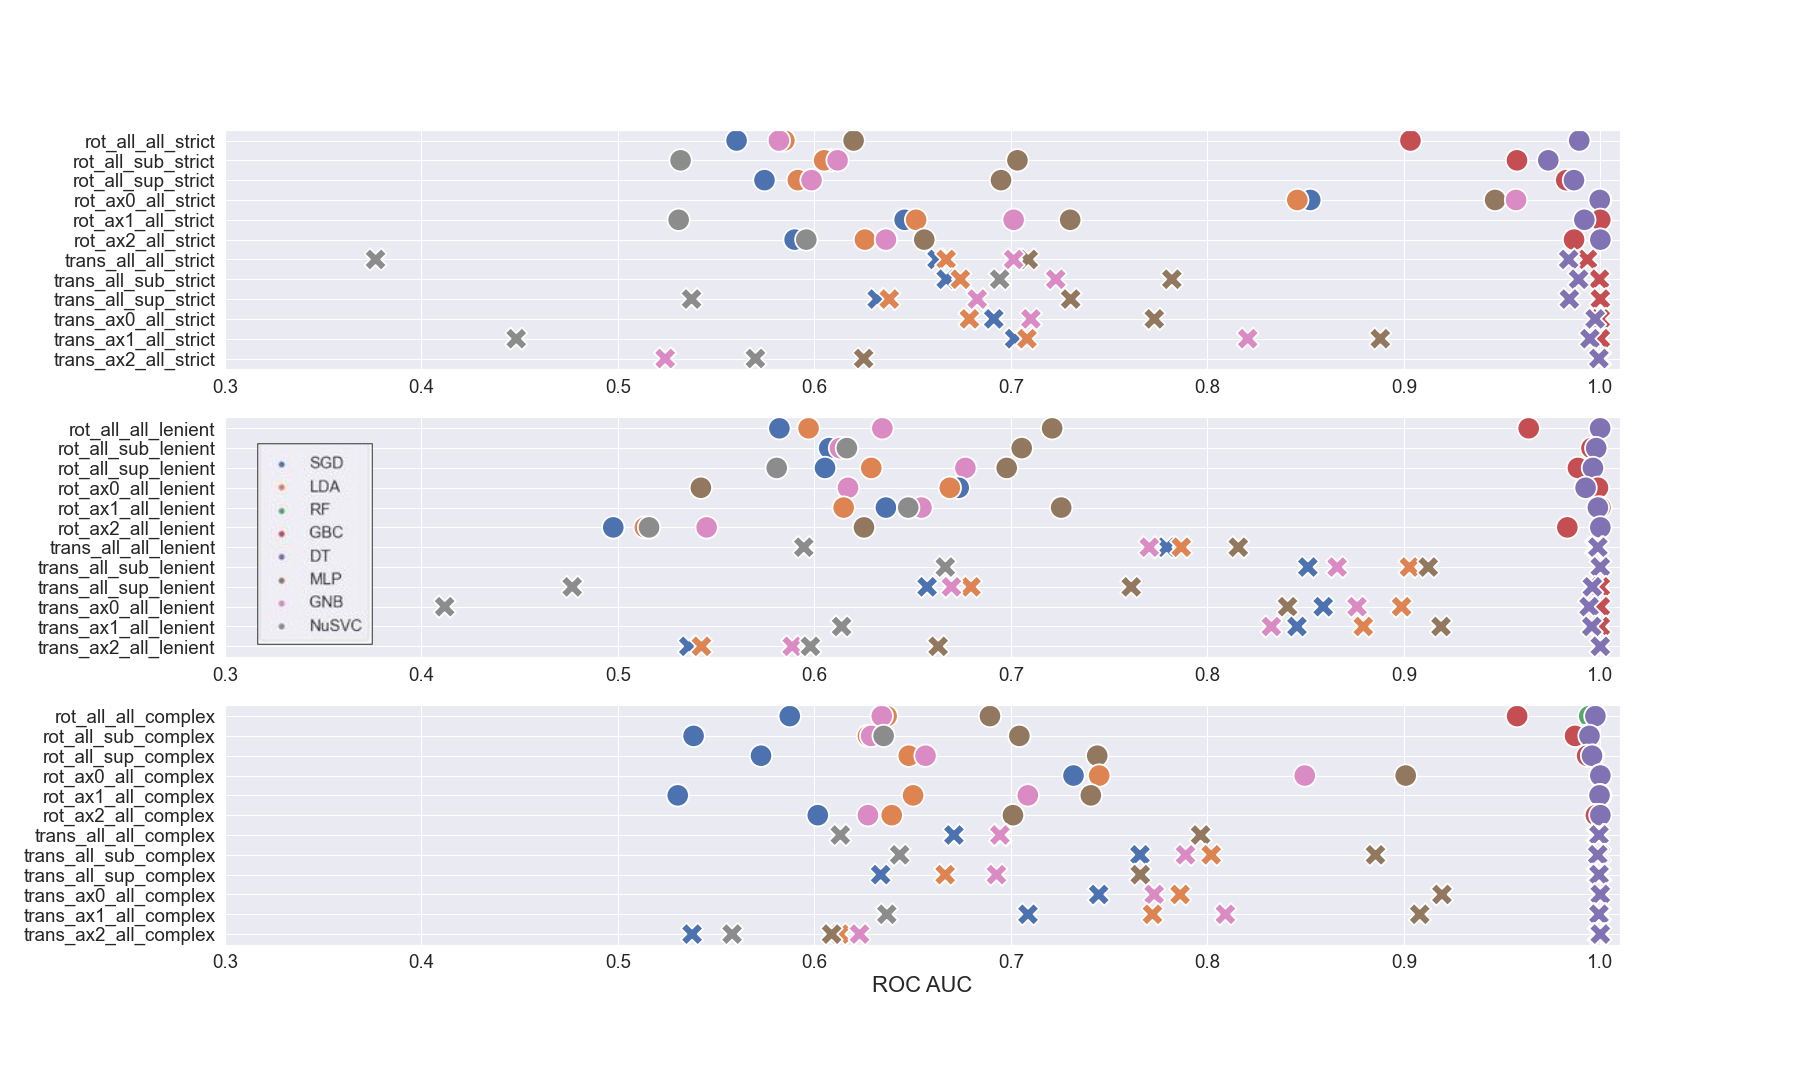 rot_all_all_strict
rot_all_sub_strict
rot_all_sup_strict
rot_ax0_all_strict
rot_ax1_all_strict
rot_ax2_all_strict
trans_all_all_strict
trans_all_sub_strict
trans_all_sup_strict
trans_ax0_all_strict
trans_ax1_all_strict
trans_ax2_all_strict
0.3 0.4 0.5 0.6 0.7 0.8 0.9 1.0
rot_all_all_lenient
rot_all_sub_lenient
rot_all_sup_lenient
rot_ax0_all_lenient
rot_ax1_all_lenient
rot_ax2_all_lenient
trans_all_all_lenient
trans_all_sub_lenient
trans_all_sup_lenient
trans_ax0_all_lenient
trans_ax1_all_lenient
trans_ax2_all_lenient
SGD
LDA
RF
GBC
DT
MLP
GNB
NuSVC
0.3 0.4 0.5 0.6 0.7 0.8 0.9 1.0
rot_all_all_complex
rot_all_sub_complex
rot_all_sup_complex
rot_ax0_all_complex
rot_ax1_all_complex
rot_ax2_all_complex
trans_all_all_complex
trans_all_sub_complex
trans_all_sup_complex
trans_ax0_all_complex
trans_ax1_all_complex
trans_ax2_all_complex
0.3 0.4 0.5 0.6 0.7 0.8 0.9 1.0
ROC AUC